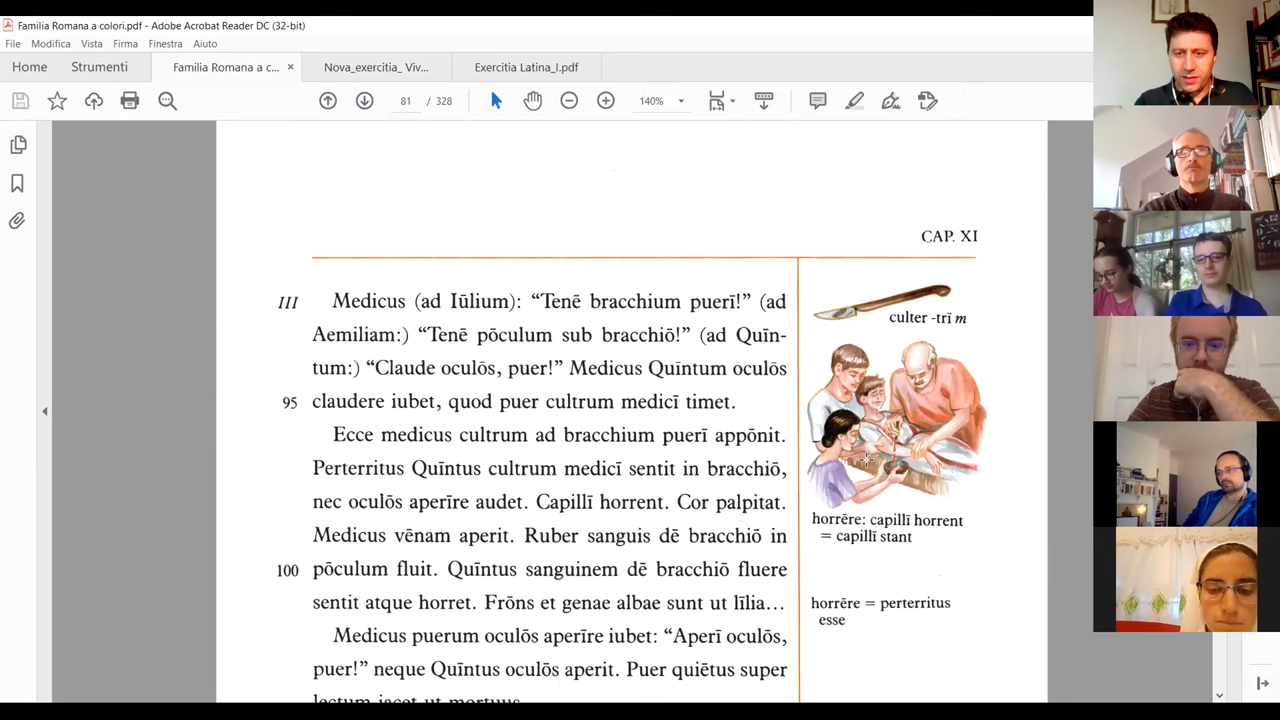 Familia Romana a colori.pdf - Adobe Acrobat Reader DC (32-bit)
File Modifica Vista Firma Finestra Aiuto
Home Strumenti Familia Romana a c... × Nova_exercitia_ Viv... Exercitia Latina_I.pdf
81 / 328 140%
CAP. XI
III Medicus (ad Iūlium): “Tenē bracchium puerī!” (ad
Aemiliam:) “Tenē pōculum sub bracchiō!” (ad Quīn-
tum:) “Claude oculōs, puer!” Medicus Quīntum oculōs
95 claudere iubet, quod puer cultrum medicī timet.
Ecce medicus cultrum ad bracchium puerī appōnit.
Perterritus Quīntus cultrum medicī sentit in bracchiō,
nec oculōs aperīre audet. Capillī horrent. Cor palpitat.
Medicus vēnam aperit. Ruber sanguis dē bracchiō in
100 pōculum fluit. Quīntus sanguinem dē bracchiō fluere
sentit atque horret. Frōns et genae albae sunt ut līlia...
Medicus puerum oculōs aperīre iubet: “Aperī oculōs,
puer!” neque Quīntus oculōs aperit. Puer quiētus super
lectum iacet ut mortuus.
culter -trī m
horrēre: capillī horrent
= capillī stant
horrēre = perterritus
esse